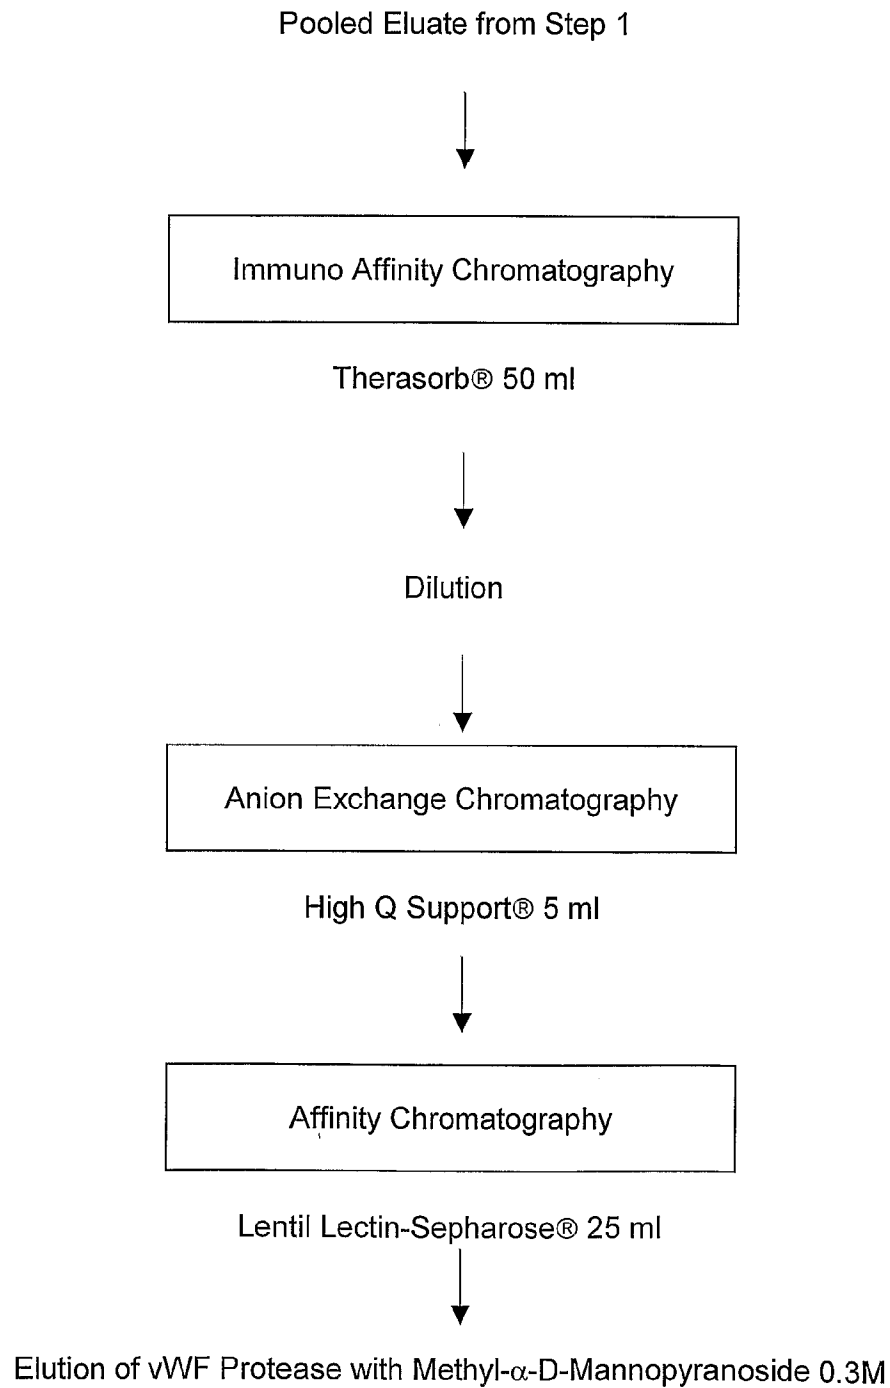 Pooled Eluate from Step 1
Immuno Affinity Chromatography
Therasorb® 50 ml
Dilution
Anion Exchange Chromatography
High Q Support® 5 ml
Affinity Chromatography
Lentil Lectin-Sepharose® 25 ml
Elution of vWF Protease with Methyl-α-D-Mannopyranoside 0.3M